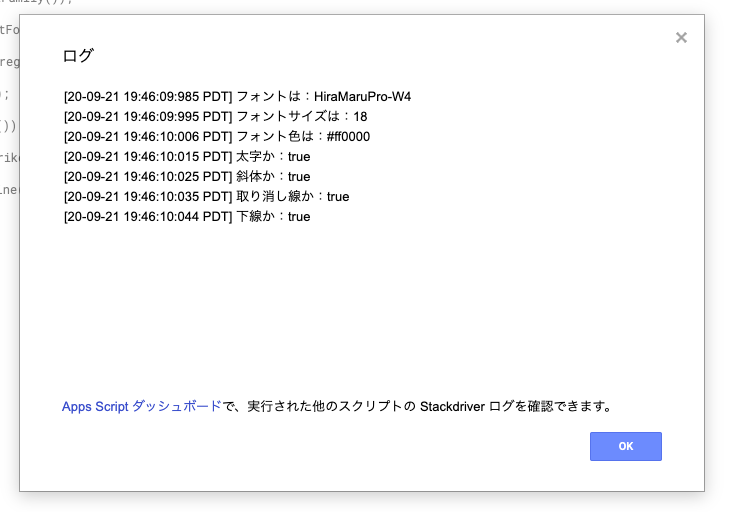 ログ
×
[20-09-21 19:46:09:985 PDT] フォントは：HiraMaruPro-W4
[20-09-21 19:46:09:995 PDT] フォントサイズは：18
[20-09-21 19:46:10:006 PDT] フォント色は：#ff0000
[20-09-21 19:46:10:015 PDT] 太字か：true
[20-09-21 19:46:10:025 PDT] 斜体か：true
[20-09-21 19:46:10:035 PDT] 取り消し線か：true
[20-09-21 19:46:10:044 PDT] 下線か：true
Apps Script ダッシュボードで、実行された他のスクリプトの Stackdriver ログを確認できます。
OK